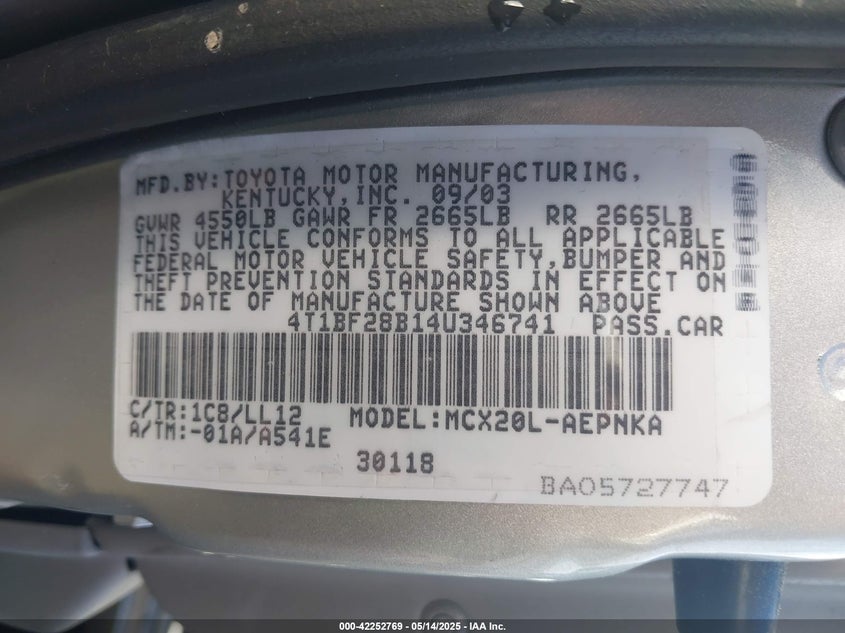 MFD.BY:TOYOTA MOTOR MANUFACTURING,
KENTUCKY,INC. 09/03
GVWR 4550LB GAWR FR 2665LB RR 2665LB
THIS VEHICLE CONFORMS TO ALL APPLICABLE
FEDERAL MOTOR VEHICLE SAFETY,BUMPER AND
THEFT PREVENTION STANDARDS IN EFFECT ON
THE DATE OF MANUFACTURE SHOWN ABOVE
4T1BF28B14U346741 PASS.CAR
C/TR:1C8/LL12 MODEL:MCX20L-AEPNKA
A/TM:-01A/A541E
30118
BA05727747
000-42252769 - 05/14/2025 - IAA Inc.